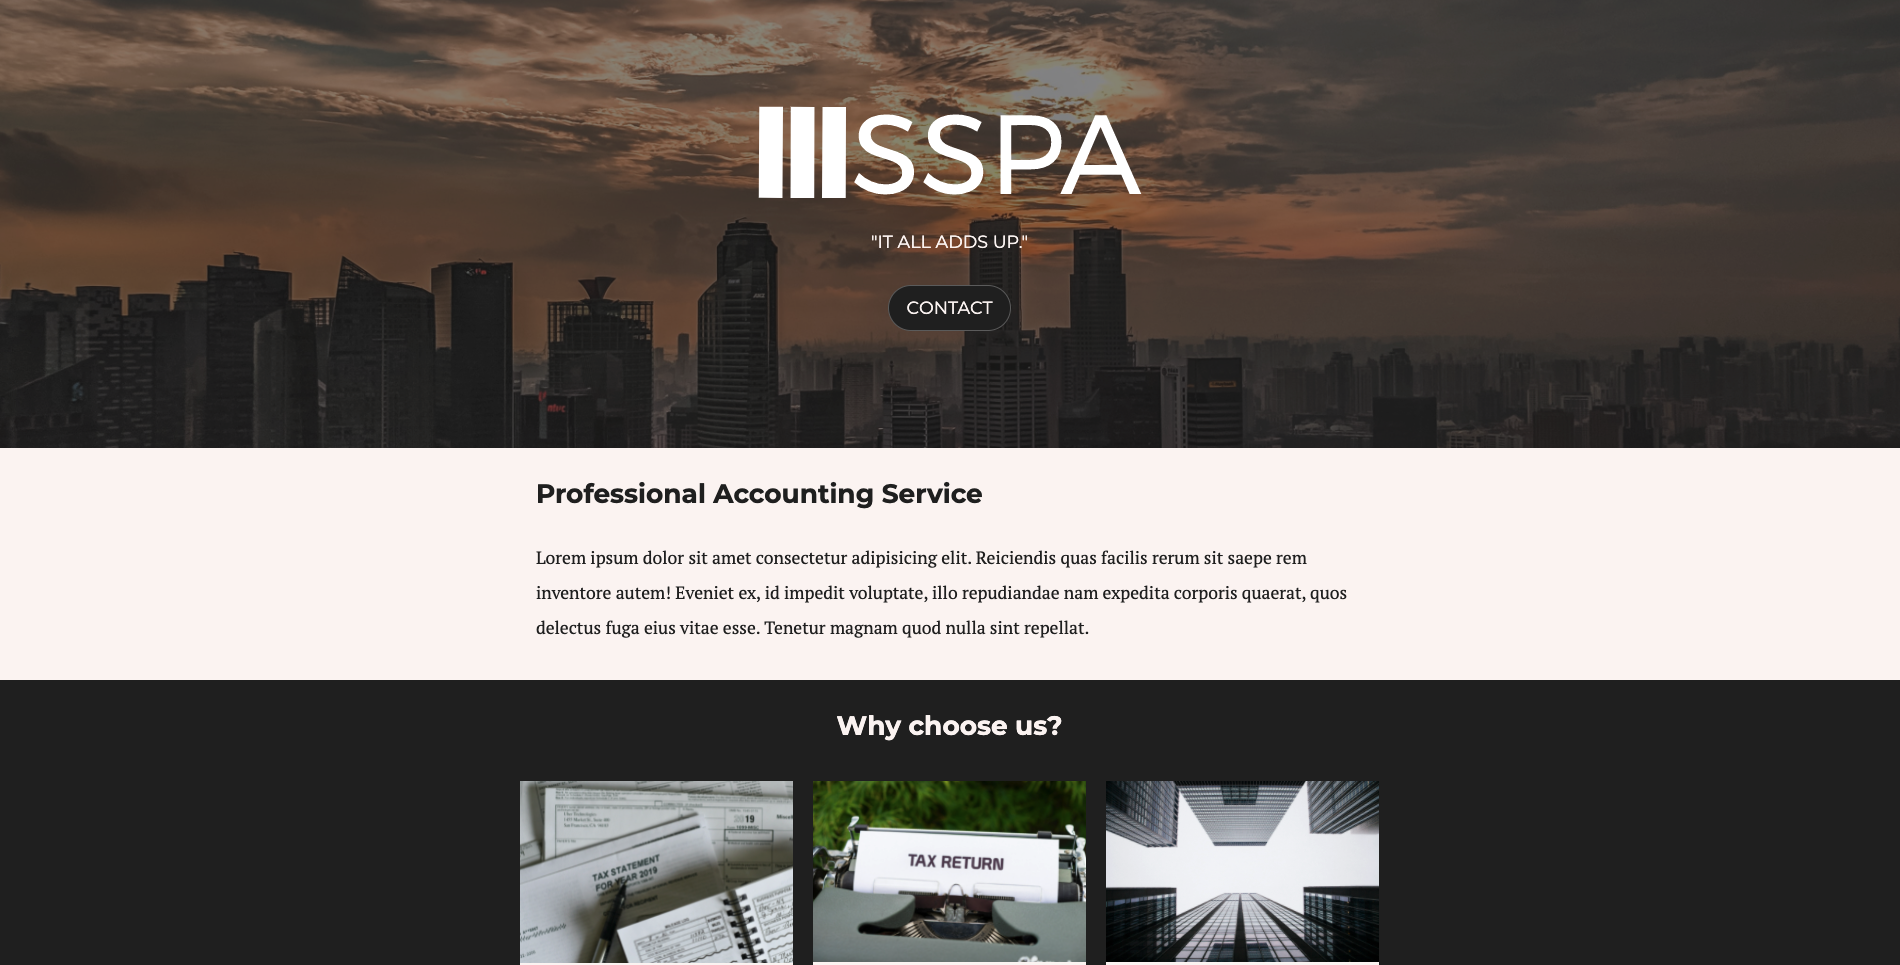 SSPA
"IT ALL ADDS UP."
CONTACT
Professional Accounting Service
Lorem ipsum dolor sit amet consectetur adipisicing elit. Reiciendis quas facilis rerum sit saepe rem
inventore autem! Eveniet ex, id impedit voluptate, illo repudiandae nam expedita corporis quaerat, quos
delectus fuga eius vitae esse. Tenetur magnam quod nulla sint repellat.
Why choose us?
2019
TAX STATEMENT
FOR YEAR 2019
TAX RETURN